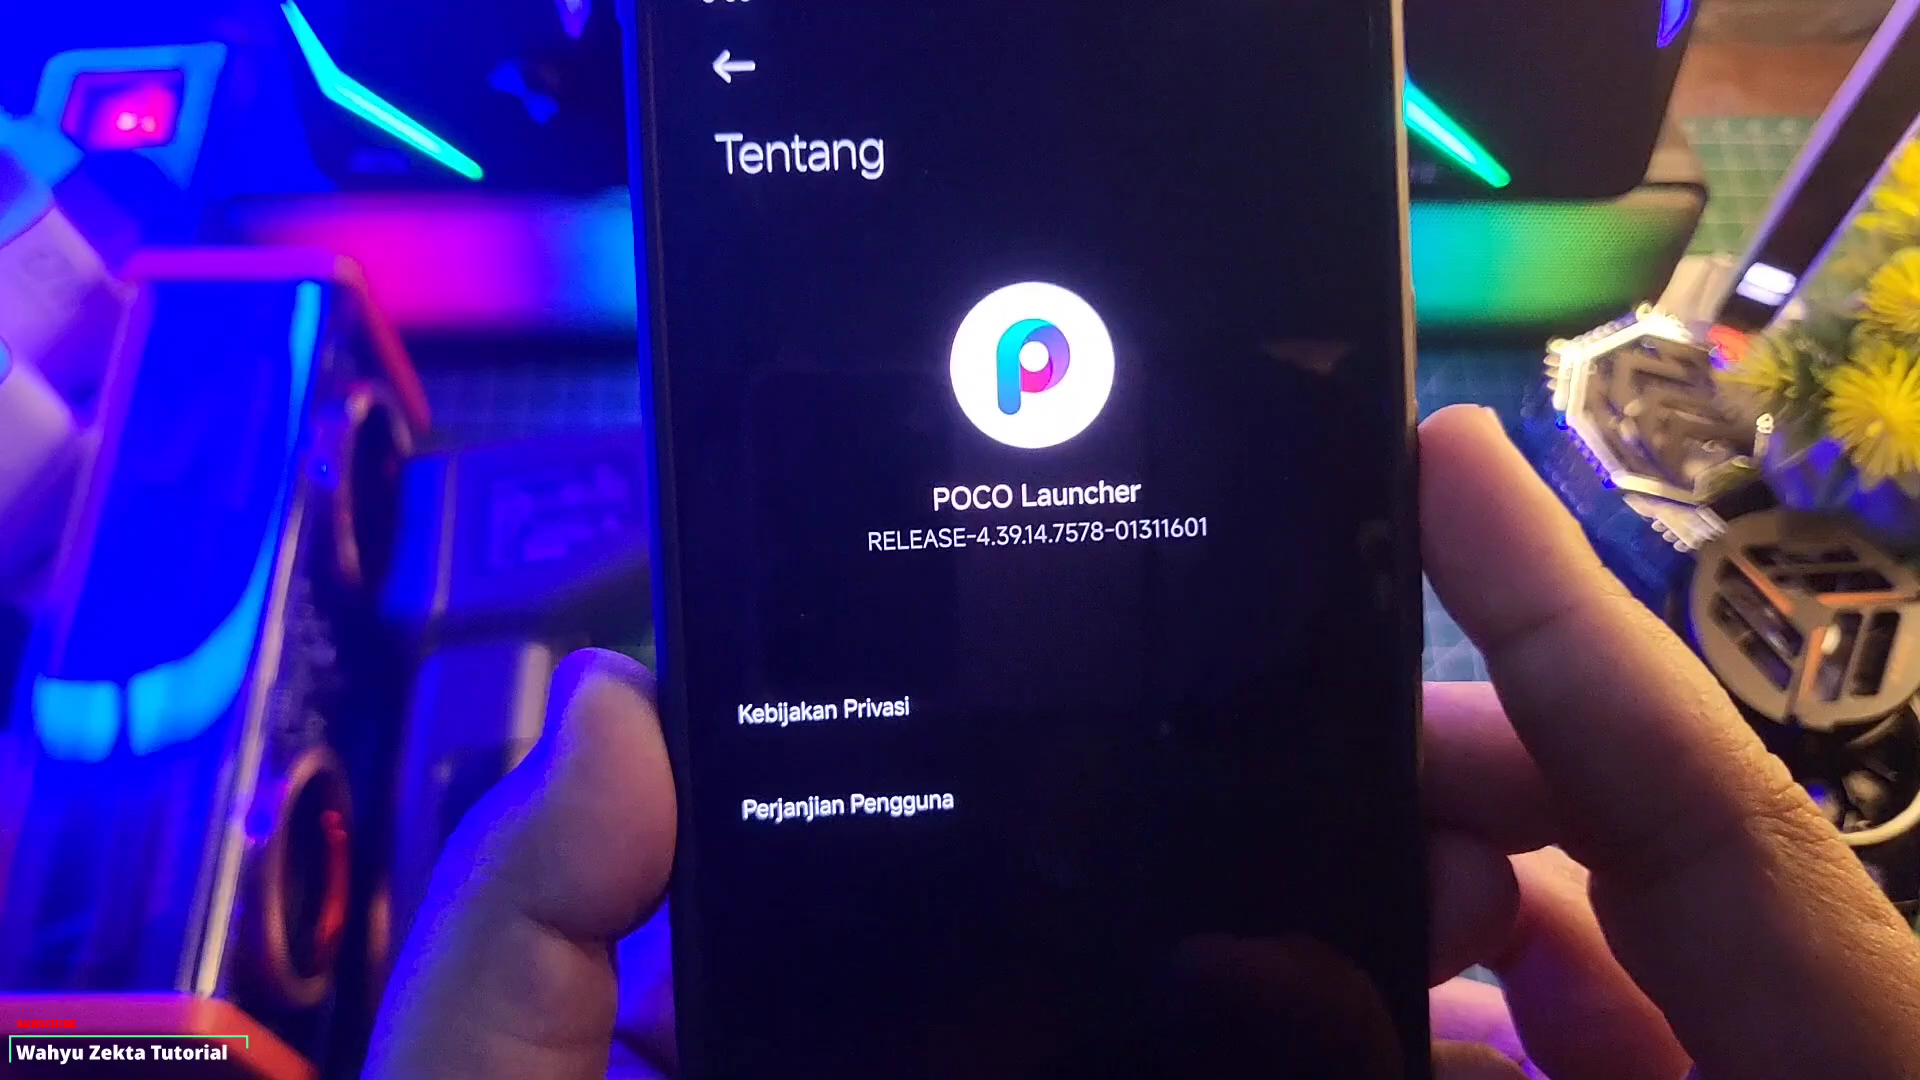 Tentang
POCO Launcher
RELEASE-4.39.14.7578-01311601
Kebijakan Privasi
Perjanjian Pengguna
Wahyu Zekta Tutorial